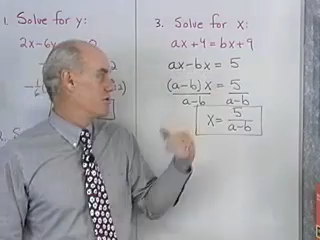 1. Solve for y:
2x-6y
3. Solve for x:
ax+4=bx+9
ax-bx = 5
(a-b)x = 5
a-b a-b
x= 5
a-b